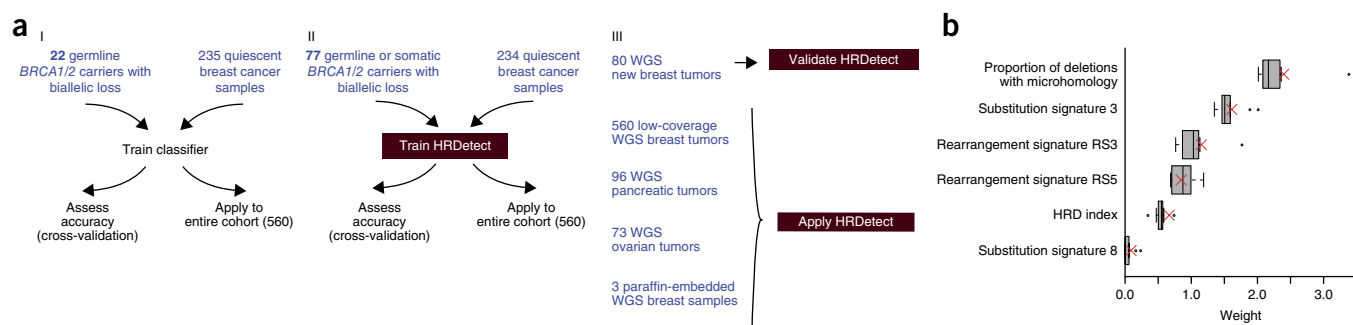 a
I
22 germline
BRCA1/2 carriers with
biallelic loss
235 quiescent
breast cancer
samples
Train classifier
Assess
accuracy
(cross-validation)
Apply to
entire cohort (560)
II
77 germline or somatic
BRCA1/2 carriers with
biallelic loss
234 quiescent
breast cancer
samples
Train HRDetect
Assess
accuracy
(cross-validation)
Apply to
entire cohort (560)
III
80 WGS
new breast tumors
Validate HRDetect
560 low-coverage
WGS breast tumors
96 WGS
pancreatic tumors
73 WGS
ovarian tumors
3 paraffin-embedded
WGS breast samples
Apply HRDetect
b
Proportion of deletions
with microhomology
Substitution signature 3
Rearrangement signature RS3
Rearrangement signature RS5
HRD index
Substitution signature 8
0.0 1.0 2.0 3.0
Weight